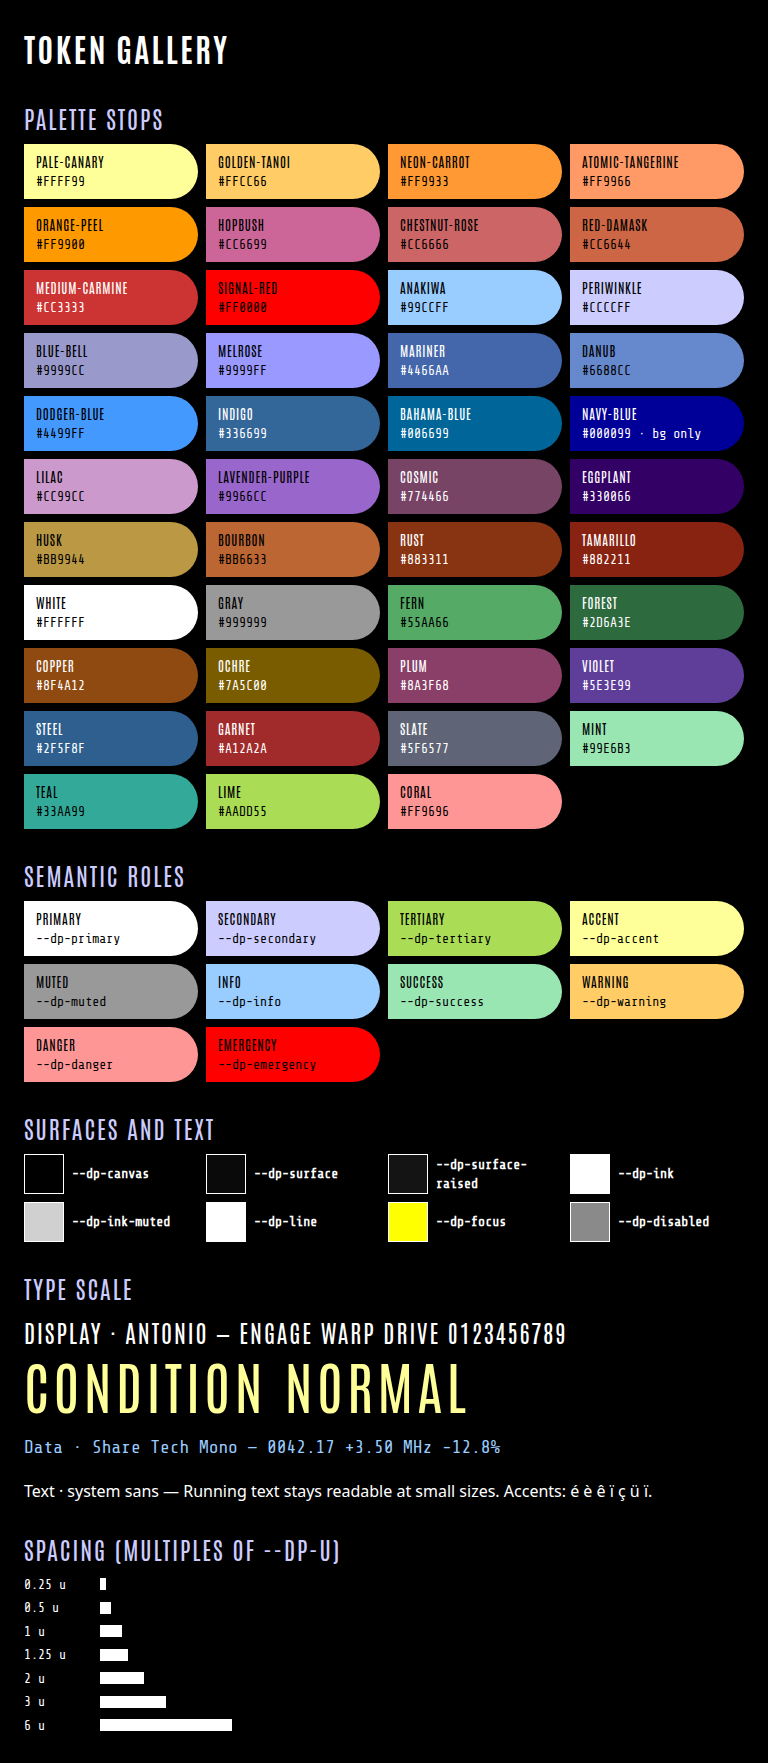 TOKEN GALLERY
PALETTE STOPS
PALE-CANARY
#FFFF99
GOLDEN-TANOI
#FFCC66
NEON-CARROT
#FF9933
ATOMIC-TANGERINE
#FF9966
ORANGE-PEEL
#FF9900
HOPBUSH
#CC6699
CHESTNUT-ROSE
#CC6666
RED-DAMASK
#CC6644
MEDIUM-CARMINE
#CC3333
SIGNAL-RED
#FF0000
ANAKIWA
#99CCFF
PERIWINKLE
#CCCCFF
BLUE-BELL
#9999CC
MELROSE
#9999FF
MARINER
#4466AA
DANUB
#6688CC
DODGER-BLUE
#4499FF
INDIGO
#336699
BAHAMA-BLUE
#006699
NAVY-BLUE
#000099 · bg only
LILAC
#CC99CC
LAVENDER-PURPLE
#9966CC
COSMIC
#774466
EGGPLANT
#330066
HUSK
#BB9944
BOURBON
#BB6633
RUST
#883311
TAMARILLO
#882211
WHITE
#FFFFFF
GRAY
#999999
FERN
#55AA66
FOREST
#2D6A3E
COPPER
#8F4A12
OCHRE
#7A5C00
PLUM
#8A3F68
VIOLET
#5E3E99
STEEL
#2F5F8F
GARNET
#A12A2A
SLATE
#5F6577
MINT
#99E6B3
TEAL
#33AA99
LIME
#AADD55
CORAL
#FF9696
SEMANTIC ROLES
PRIMARY
--dp-primary
SECONDARY
--dp-secondary
TERTIARY
--dp-tertiary
ACCENT
--dp-accent
MUTED
--dp-muted
INFO
--dp-info
SUCCESS
--dp-success
WARNING
--dp-warning
DANGER
--dp-danger
EMERGENCY
--dp-emergency
SURFACES AND TEXT
--dp-canvas
--dp-surface
--dp-surface-
raised
--dp-ink
--dp-ink-muted
--dp-line
--dp-focus
--dp-disabled
TYPE SCALE
DISPLAY · ANTONIO — ENGAGE WARP DRIVE 0123456789
CONDITION NORMAL
Data · Share Tech Mono — 0042.17 +3.50 MHz −12.8%
Text · system sans — Running text stays readable at small sizes. Accents: é è ê ï ç ü ï.
SPACING (MULTIPLES OF --DP-U)
0.25 u
0.5 u
1 u
1.25 u
2 u
3 u
6 u